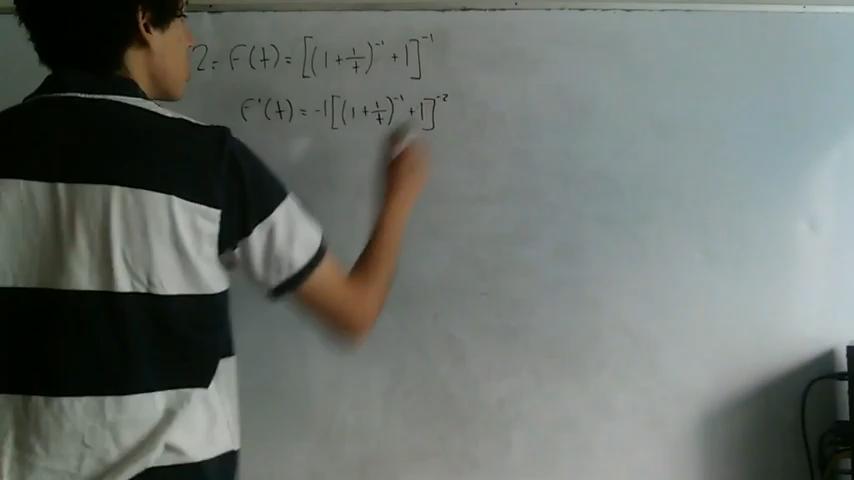 2. F(t) = [(1 + 1/t)⁻¹ + 1]⁻¹
F'(t) = -1[(1 + 1/t)⁻¹ + 1]⁻²